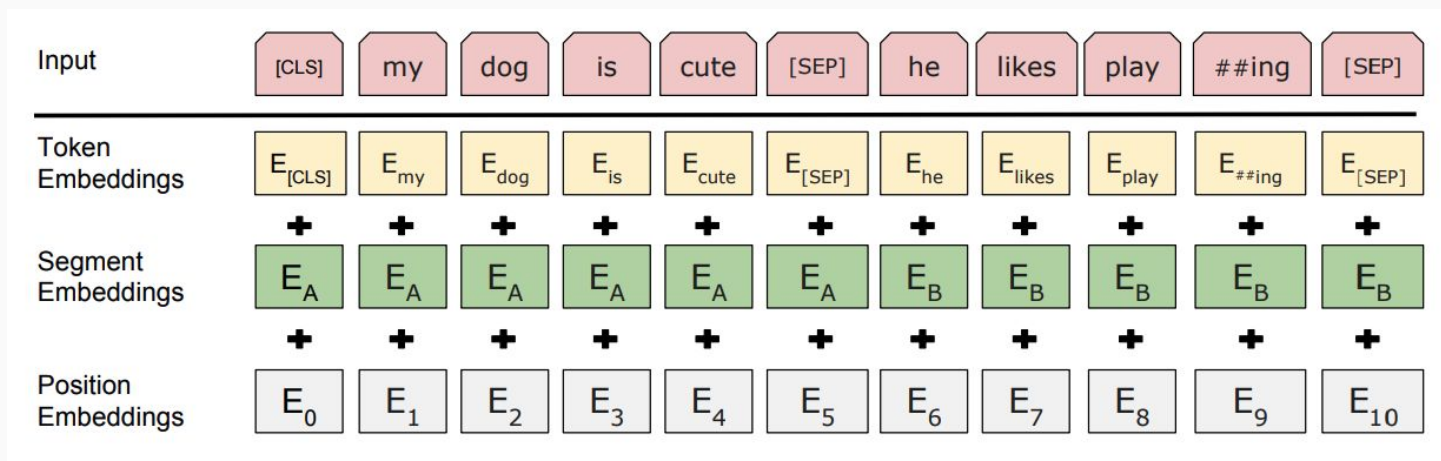 Input [CLS] my dog is cute [SEP] he likes play ##ing [SEP]
Token Embeddings E[CLS] Emy Edog Eis Ecute E[SEP] Ehe Elikes Eplay E##ing E[SEP]
+ + + + + + + + + + +
Segment Embeddings EA EA EA EA EA EA EB EB EB EB EB
+ + + + + + + + + + +
Position Embeddings E0 E1 E2 E3 E4 E5 E6 E7 E8 E9 E10